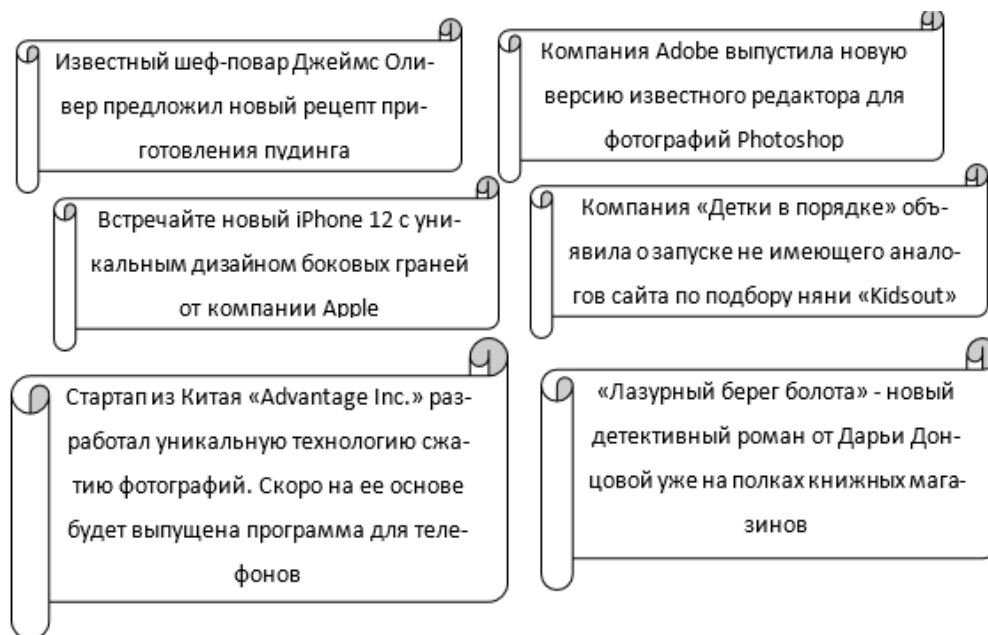 Известный шеф-повар Джеймс Оли-
вер предложил новый рецепт при-
готовления пудинга
Компания Adobe выпустила новую
версию известного редактора для
фотографий Photoshop
Встречайте новый iPhone 12 с уни-
кальным дизайном боковых граней
от компании Apple
Компания «Детки в порядке» объ-
явила о запуске не имеющего анало-
гов сайта по подбору няни «Kidsout»
Стартап из Китая «Advantage Inc.» раз-
работал уникальную технологию сжа-
тию фотографий. Скоро на ее основе
будет выпущена программа для теле-
фонов
«Лазурный берег болота» - новый
детективный роман от Дарьи Дон-
цовой уже на полках книжных мага-
зинов